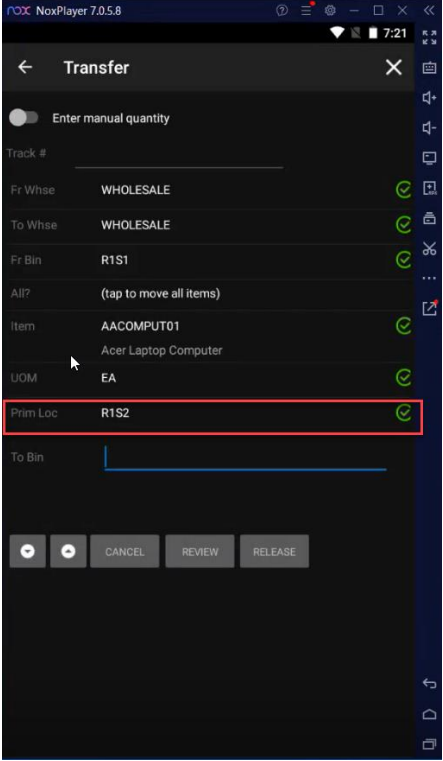 NOX NoxPlayer 7.0.5.8
7:21
Transfer
Enter manual quantity
Track #
Fr Whse WHOLESALE
To Whse WHOLESALE
Fr Bin R1S1
All? (tap to move all items)
Item AACOMPUT01
Acer Laptop Computer
UOM EA
Prim Loc R1S2
To Bin
CANCEL REVIEW RELEASE